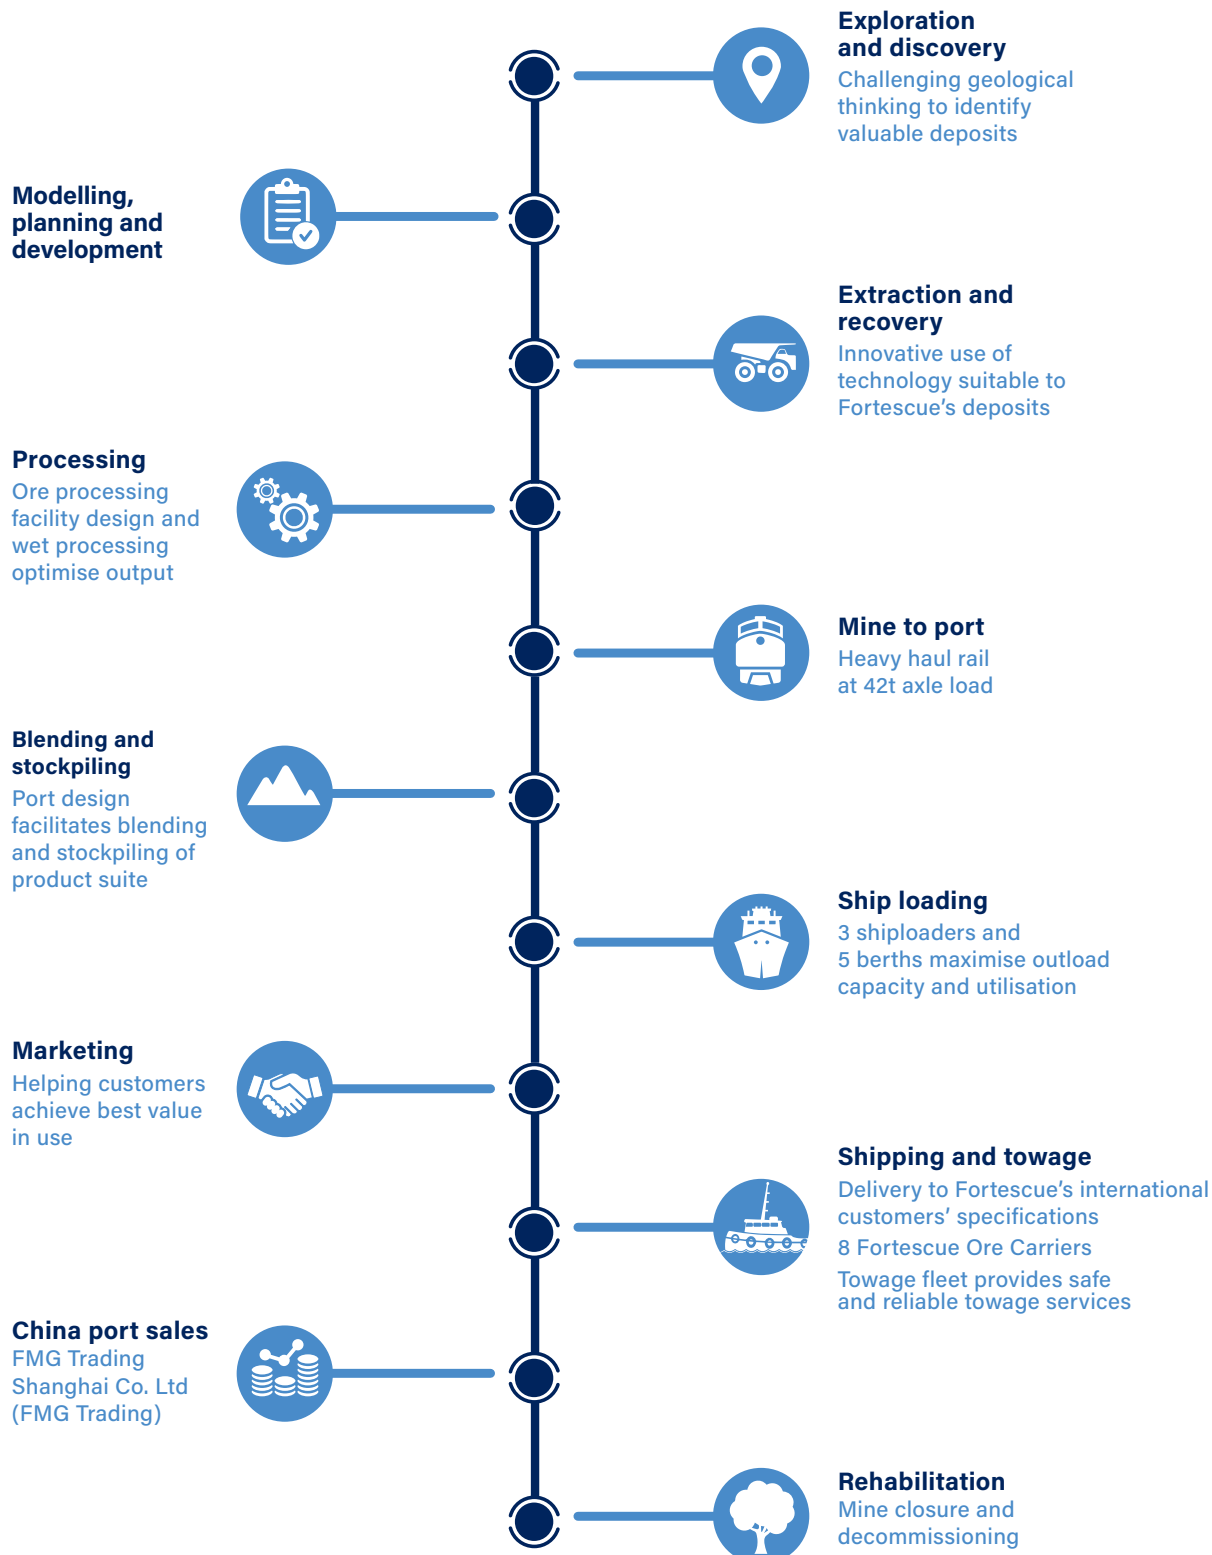 Exploration
and discovery
Challenging geological
thinking to identify
valuable deposits
Modelling,
planning and
development
Extraction and
recovery
Innovative use of
technology suitable to
Fortescue’s deposits
Processing
Ore processing
facility design and
wet processing
optimise output
Mine to port
Heavy haul rail
at 42t axle load
Blending and
stockpiling
Port design
facilitates blending
and stockpiling of
product suite
Ship loading
3 shiploaders and
5 berths maximise outload
capacity and utilisation
Marketing
Helping customers
achieve best value
in use
Shipping and towage
Delivery to Fortescue’s international
customers’ specifications
8 Fortescue Ore Carriers
Towage fleet provides safe
and reliable towage services
China port sales
FMG Trading
Shanghai Co. Ltd
(FMG Trading)
Rehabilitation
Mine closure and
decommissioning